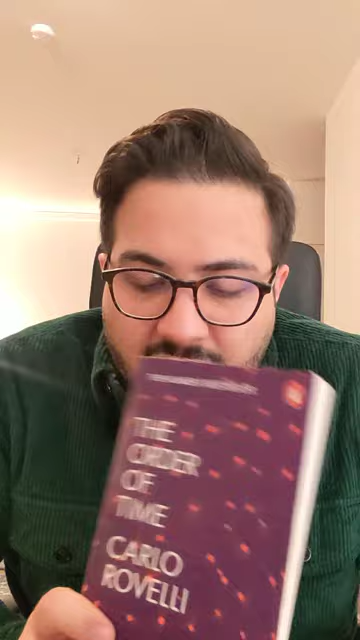 THE
ORDER
OF
TIME
CARLO
ROVELLI